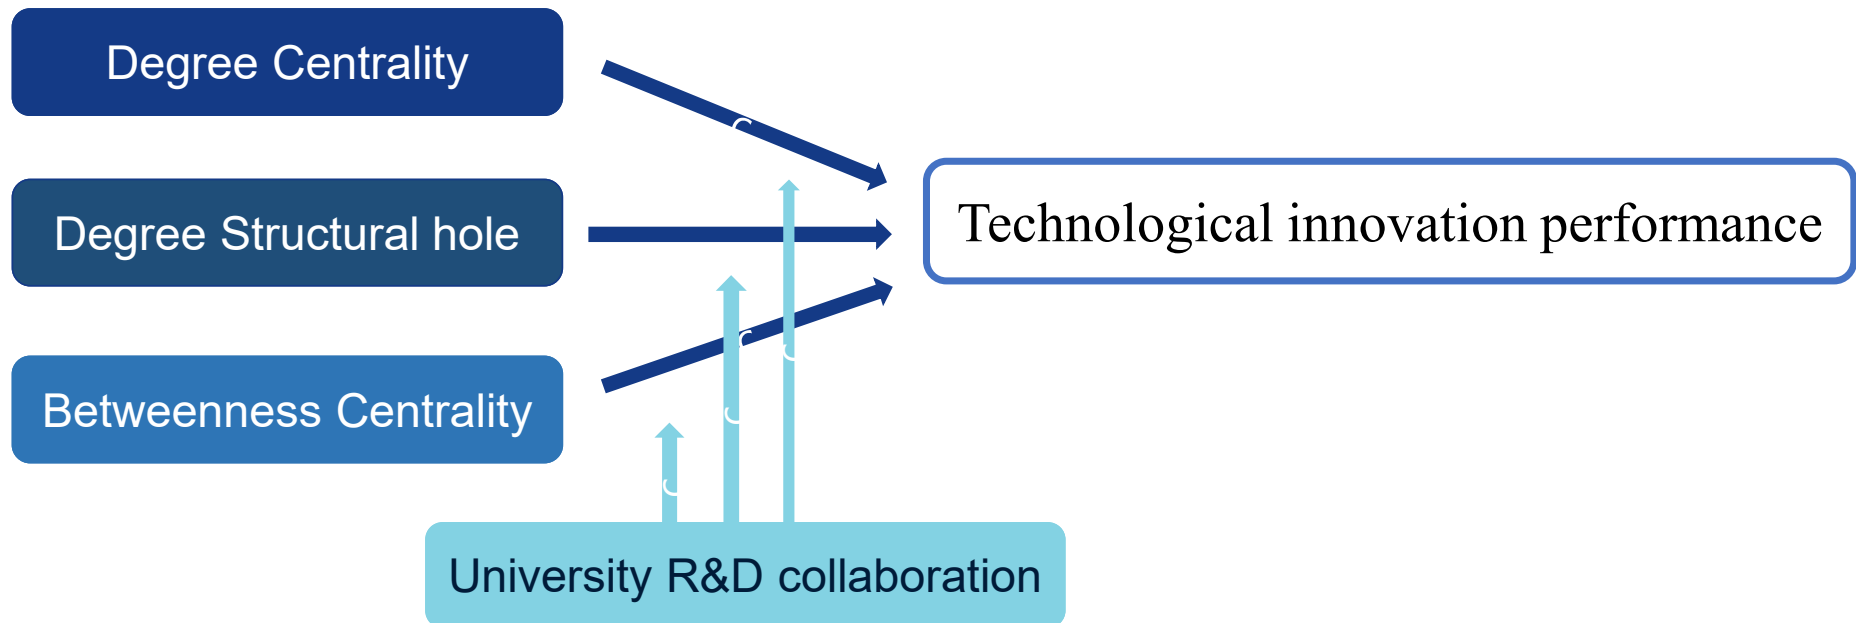 Degree Centrality
Degree Structural hole
Technological innovation performance
Betweenness Centrality
University R&D collaboration